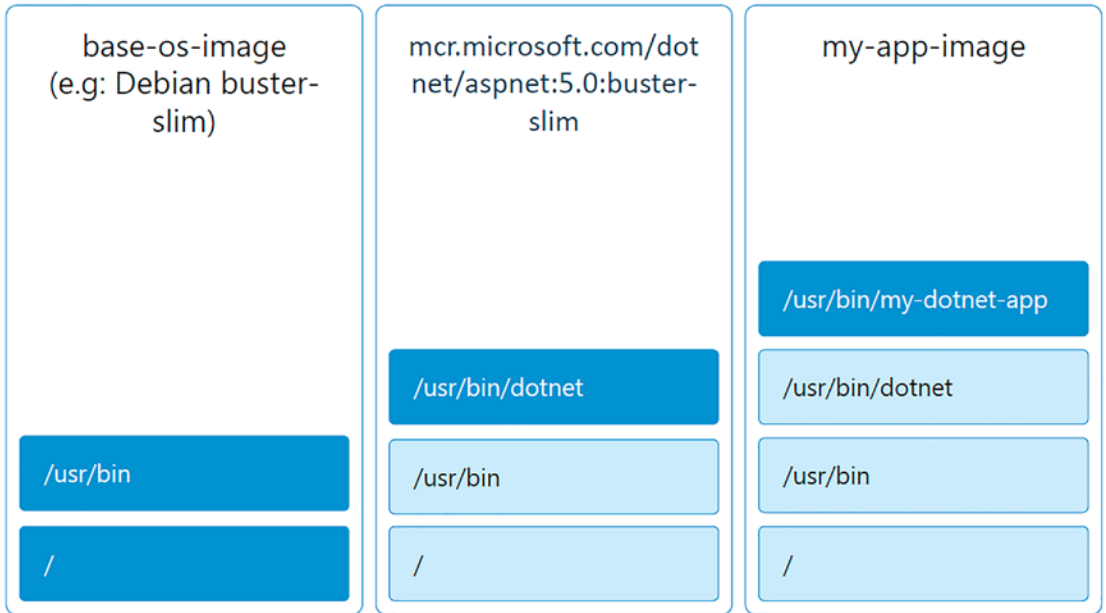 base-os-image
(e.g: Debian buster-
slim)
/usr/bin
/
mcr.microsoft.com/dot
net/aspnet:5.0:buster-
slim
/usr/bin/dotnet
/usr/bin
/
my-app-image
/usr/bin/my-dotnet-app
/usr/bin/dotnet
/usr/bin
/